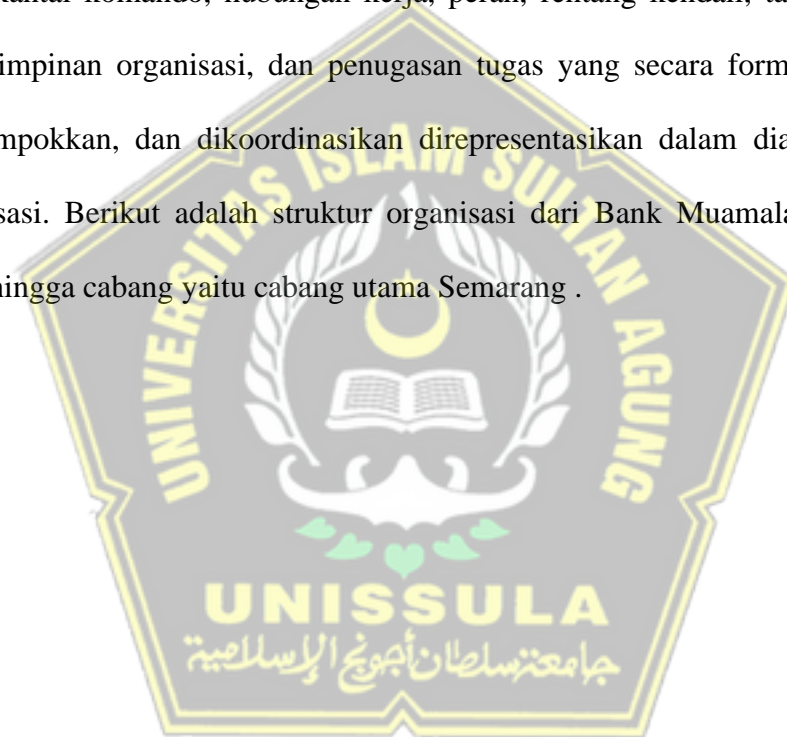 komando, hubungan kerja, peran, rentang kendali,
impinan organisasi, dan penugasan tugas yang secara form
mpokkan, dan dikoordinasikan direpresentasikan dalam dia
sasi. Berikut adalah struktur organisasi dari Bank Muamala
hingga cabang yaitu cabang utama Semarang .
UNIVERSITAS ISLAM SULTAN AGUNG
UNISSULA
جامعة سلطان أجونج الإسلامية